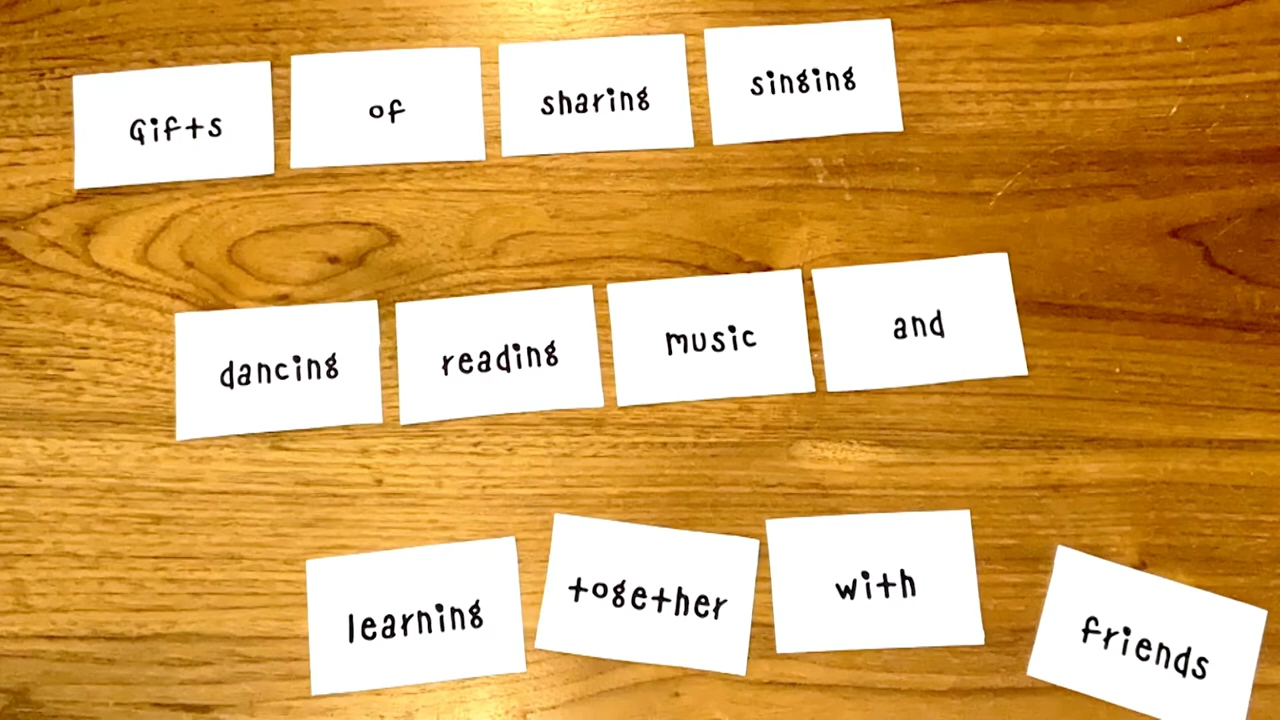 Gifts of sharing singing
dancing reading music and
learning together with friends